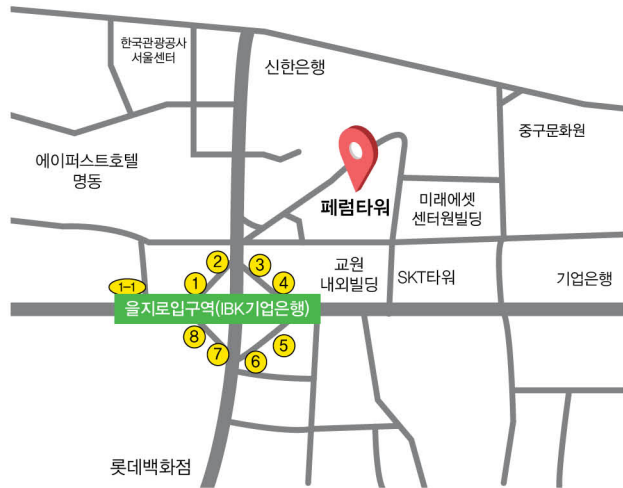 한국관광공사
서울센터
신한은행
중구문화원
에이퍼스트호텔
명동
페럼타워
미래에셋
센터원빌딩
교원
내외빌딩
SKT타워
기업은행
1-1
1
2
3
4
을지로입구역(IBK기업은행)
8
7
6
5
롯데백화점